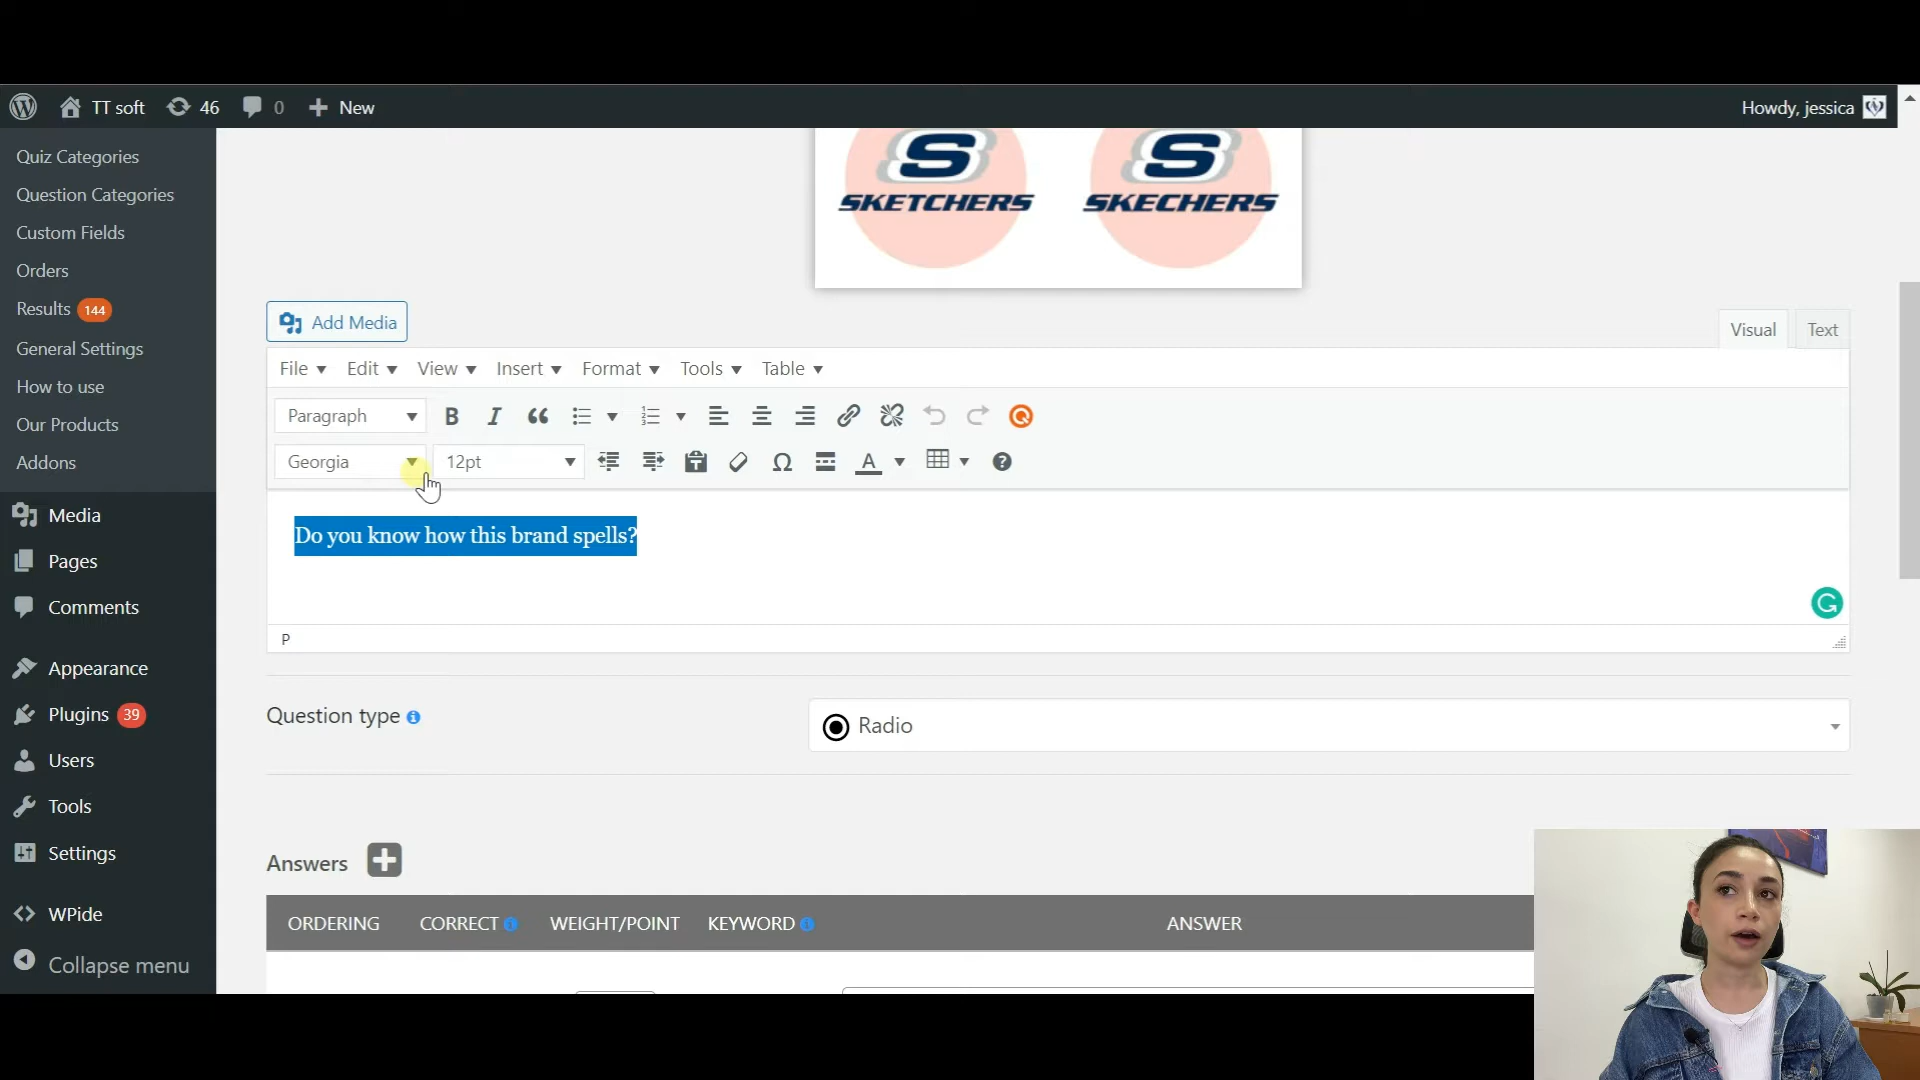 TT soft 46 0 New Howdy, jessica
Quiz Categories
Question Categories
Custom Fields
Orders
Results 144
General Settings
How to use
Our Products
Addons
Media
Pages
Comments
Appearance
Plugins 39
Users
Tools
Settings
WPide
Collapse menu
SKETCHERS SKECHERS
Add Media
Visual Text
File Edit View Insert Format Tools Table
Paragraph
Georgia 12pt
Do you know how this brand spells?
P
Question type
Radio
Answers
ORDERING CORRECT WEIGHT/POINT KEYWORD ANSWER